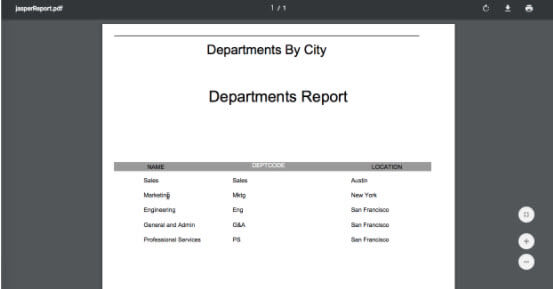 jasperReport.pdf 1 / 1
Departments By City
Departments Report
NAME DEPTCODE LOCATION
Sales Sales Austin
Marketing Mktg New York
Engineering Eng San Francisco
General and Admin G&A San Francisco
Professional Services PS San Francisco